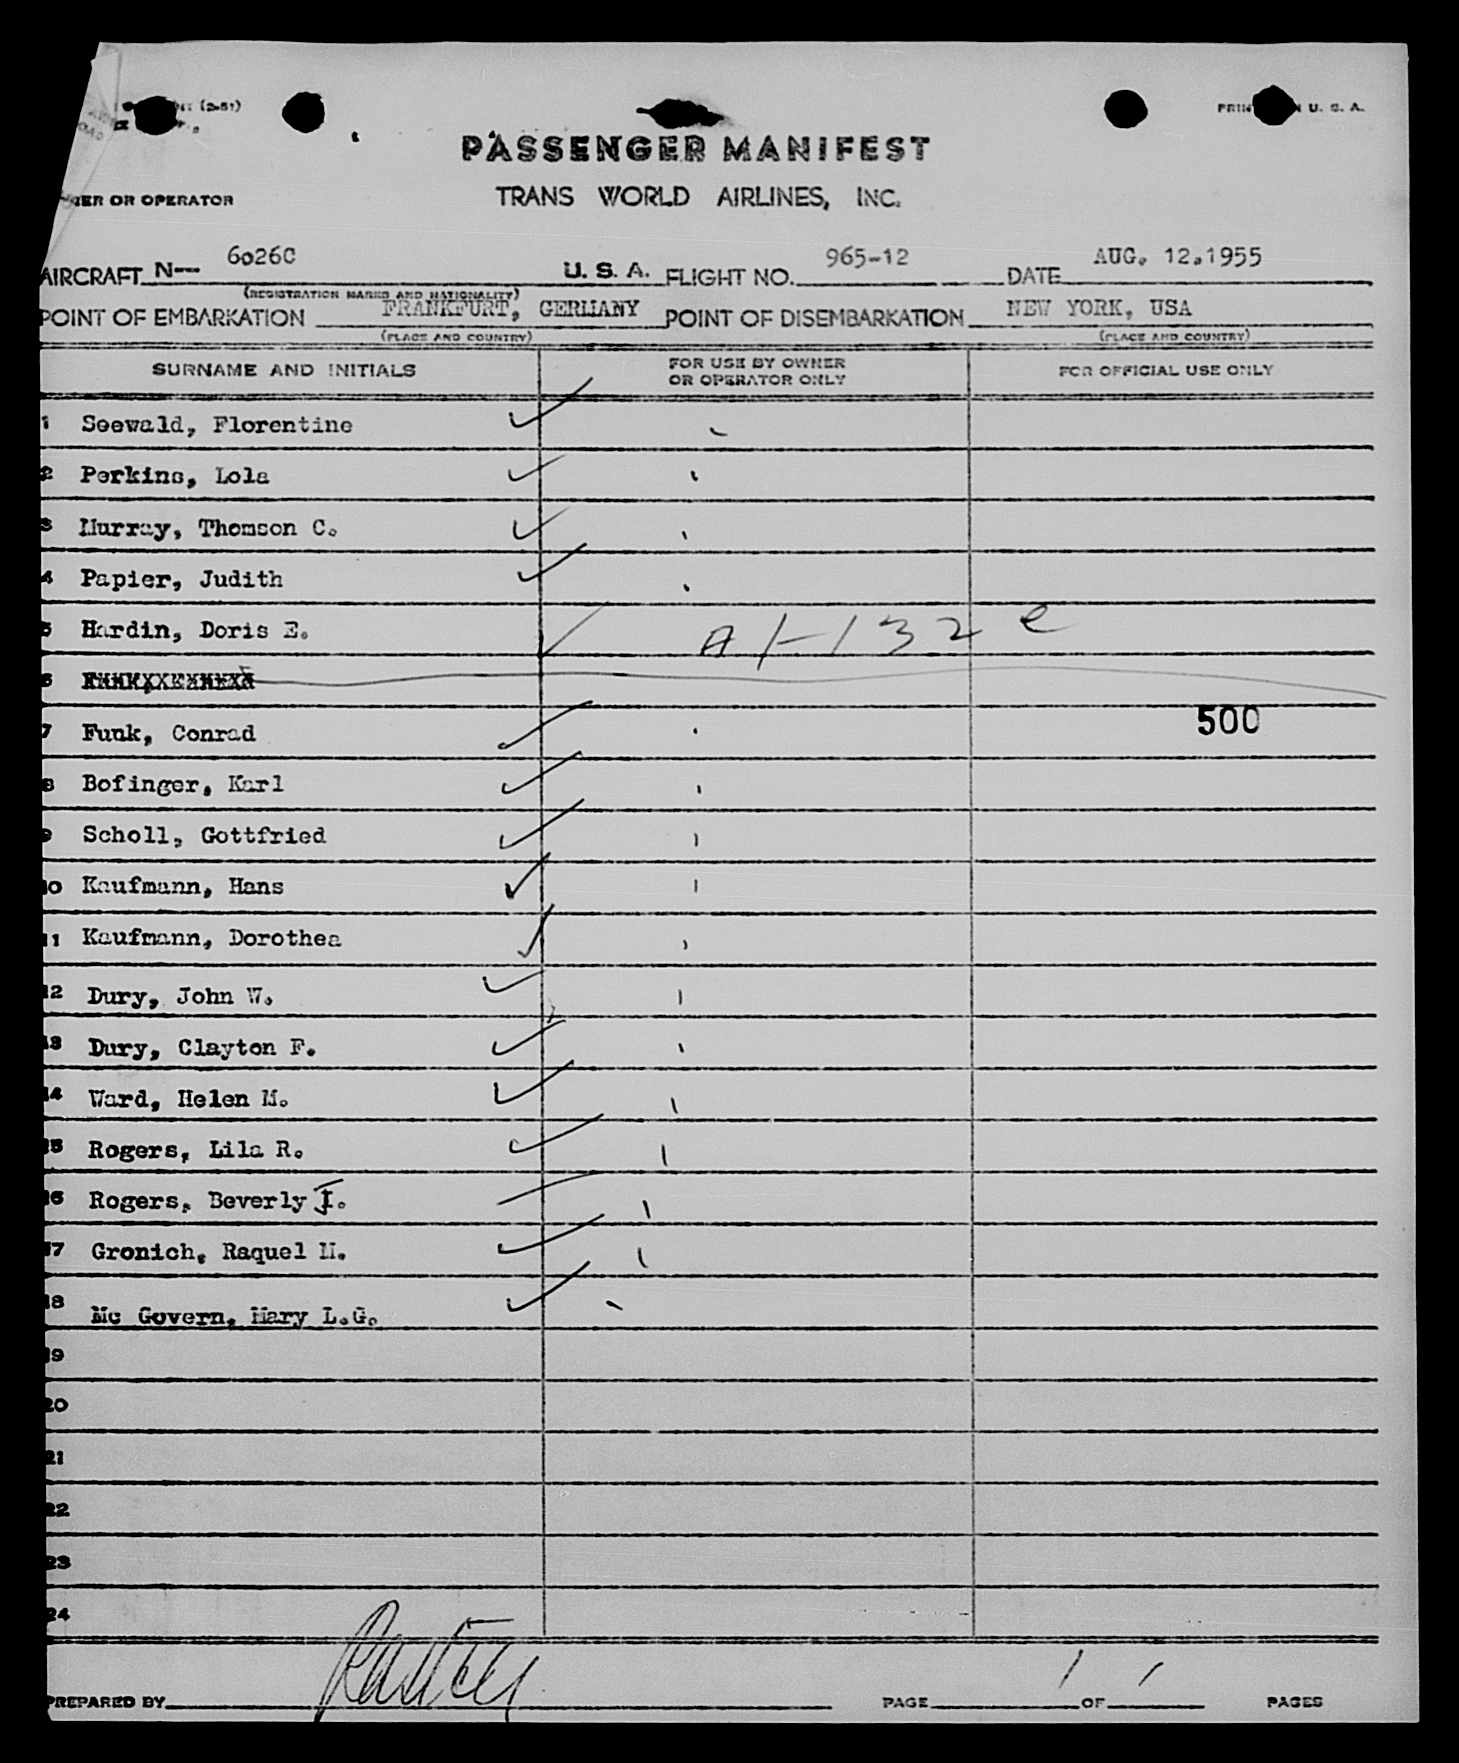 (2-51)
U. S. A.
PASSENGER MANIFEST
OR OPERATOR
TRANS WORLD AIRLINES, INC.
AIRCRAFT N-- 6026C U. S. A. FLIGHT NO. 965-12 DATE AUG. 12.1955
(REGISTRATION MARKS AND NATIONALITY)
POINT OF EMBARKATION FRANKFURT, GERMANY POINT OF DISEMBARKATION NEW YORK, USA
(PLACE AND COUNTRY) (PLACE AND COUNTRY)
SURNAME AND INITIALS FOR USE BY OWNER OR OPERATOR ONLY FOR OFFICIAL USE ONLY
1 Seewald, Florentine
2 Perkins, Lola
3 Murray, Thomson C.
4 Papier, Judith
5 Hardin, Doris E. A1-132 e
6
7 Funk, Conrad 500
8 Bofinger, Karl
9 Scholl, Gottfried
10 Kaufmann, Hans
11 Kaufmann, Dorothea
12 Dury, John W.
13 Dury, Clayton F.
14 Ward, Helen M.
15 Rogers, Lila R.
16 Rogers, Beverly J.
17 Gronich, Raquel H.
18 Mc Govern, Mary L.G.
19
20
21
22
23
24
PREPARED BY PAGE 1 OF 1 PAGES